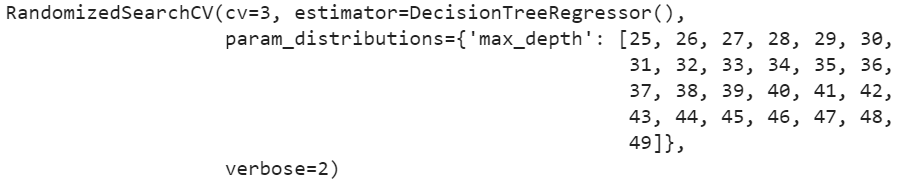 RandomizedSearchCV(cv=3, estimator=DecisionTreeRegressor(),
param_distributions={'max_depth': [25, 26, 27, 28, 29, 30,
31, 32, 33, 34, 35, 36,
37, 38, 39, 40, 41, 42,
43, 44, 45, 46, 47, 48,
49]},
verbose=2)